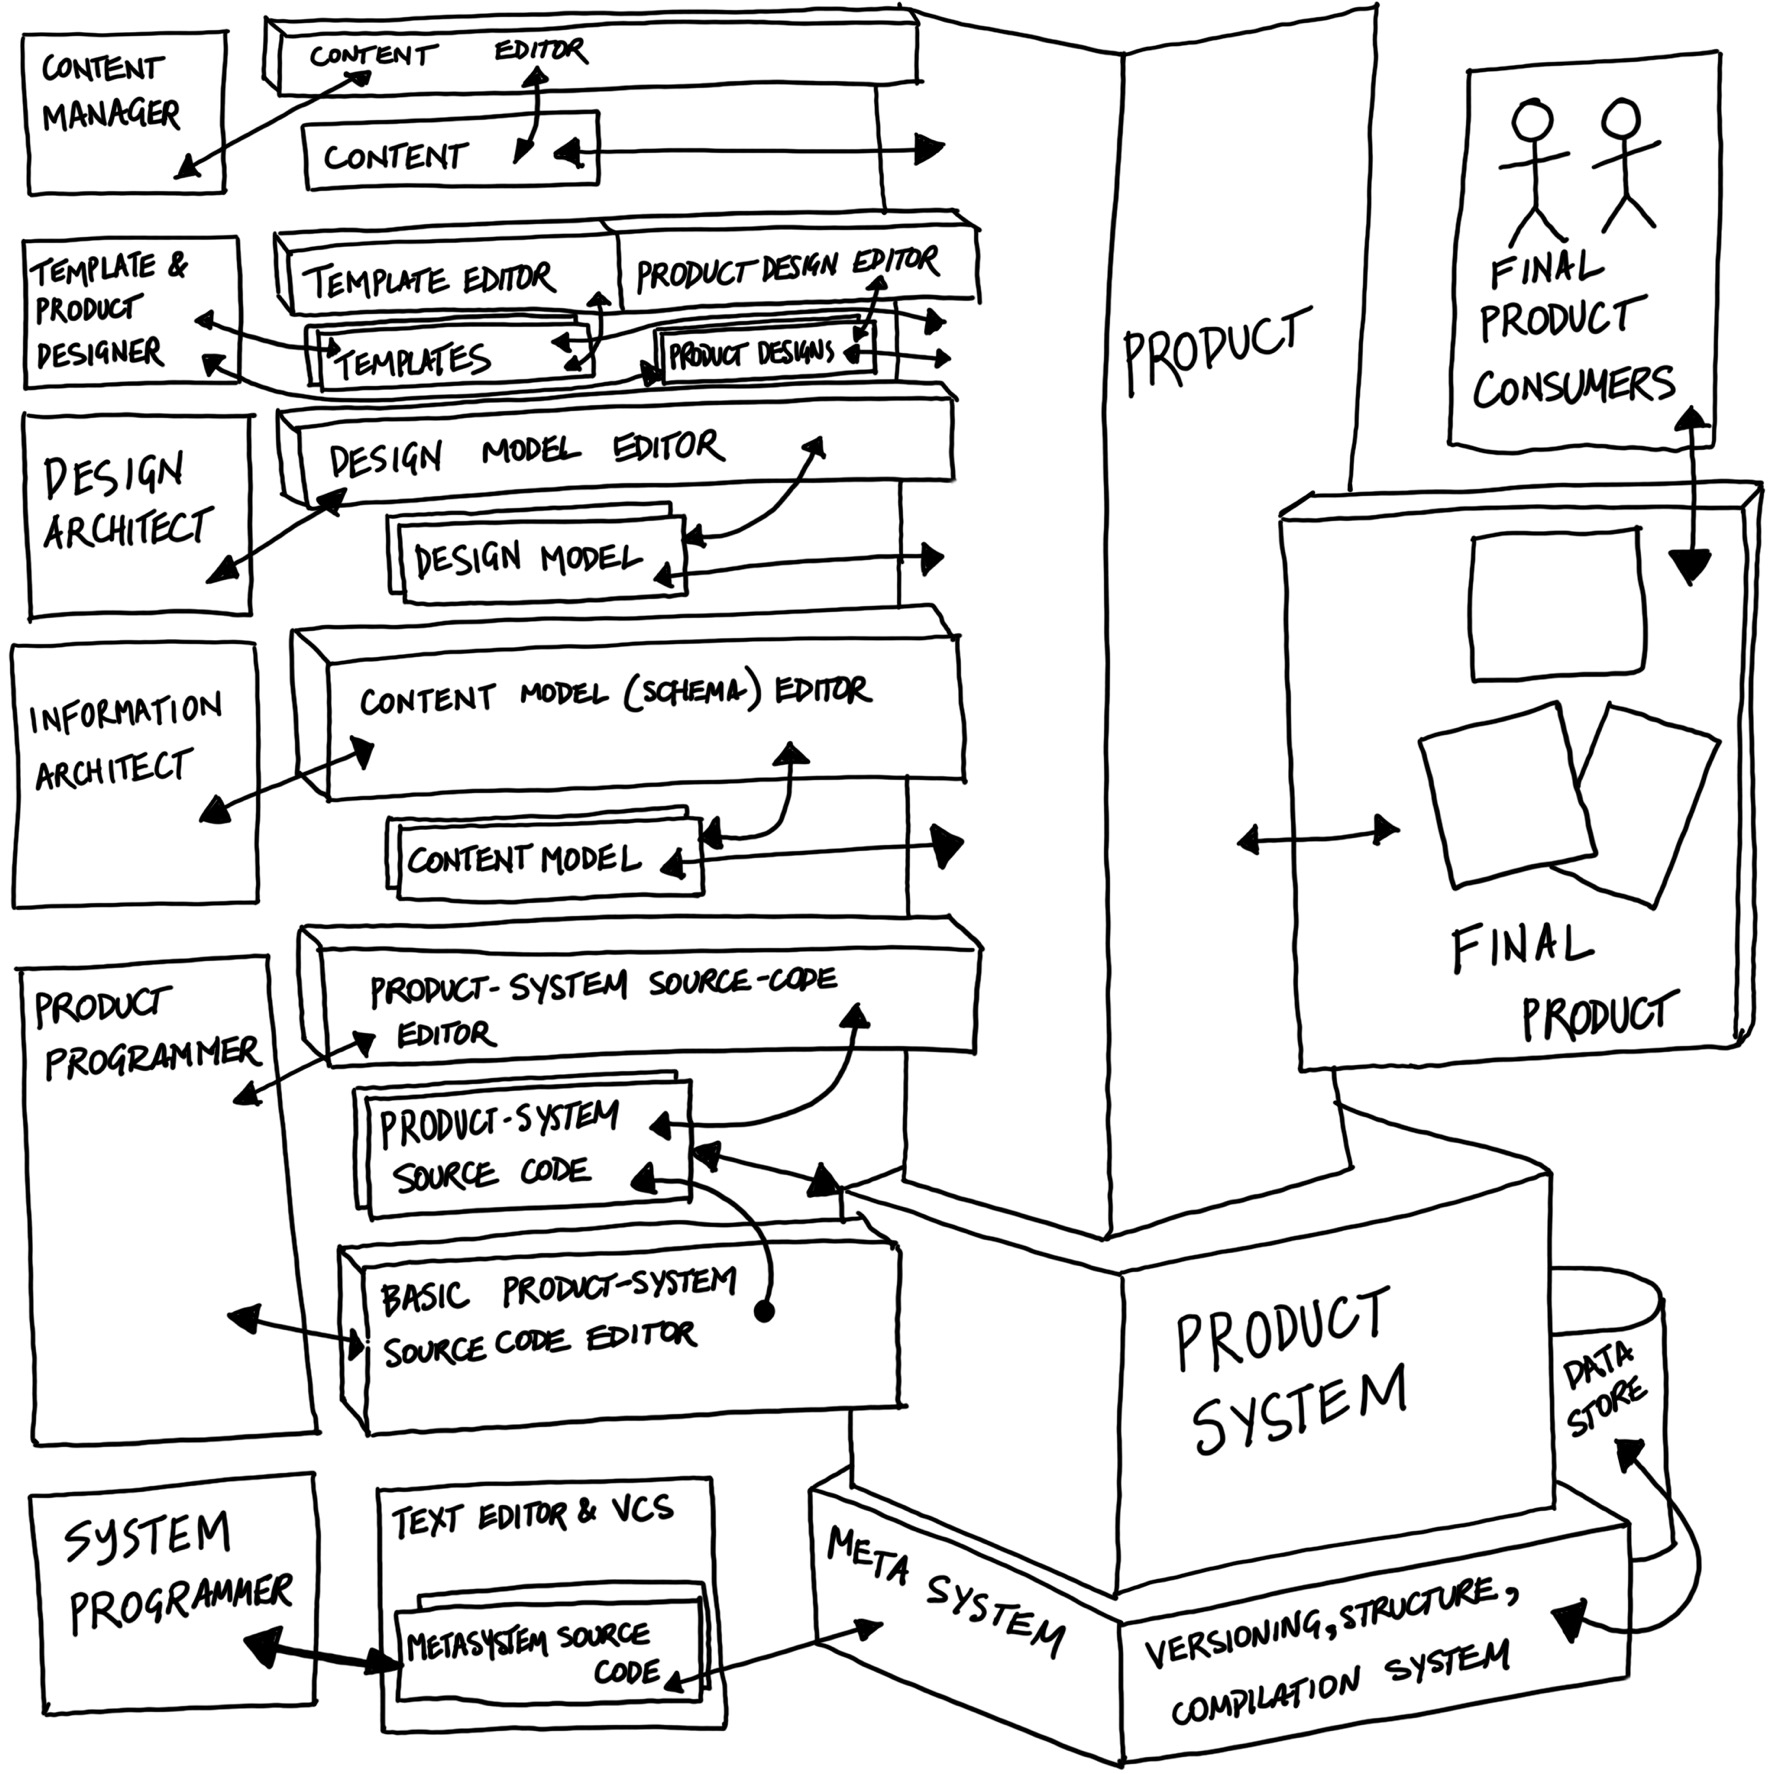 CONTENT
MANAGER
CONTENT EDITOR
CONTENT
TEMPLATE &
PRODUCT
DESIGNER
TEMPLATE EDITOR
PRODUCT DESIGN EDITOR
TEMPLATES
PRODUCT DESIGNS
DESIGN
ARCHITECT
DESIGN MODEL EDITOR
DESIGN MODEL
INFORMATION
ARCHITECT
CONTENT MODEL (SCHEMA) EDITOR
CONTENT MODEL
PRODUCT
PROGRAMMER
PRODUCT-SYSTEM SOURCE-CODE
EDITOR
PRODUCT-SYSTEM
SOURCE CODE
BASIC PRODUCT-SYSTEM
SOURCE CODE EDITOR
SYSTEM
PROGRAMMER
TEXT EDITOR & VCS
METASYSTEM SOURCE
CODE
PRODUCT
FINAL
PRODUCT
CONSUMERS
FINAL
PRODUCT
PRODUCT
SYSTEM
DATA
STORE
META SYSTEM
VERSIONING, STRUCTURE,
COMPILATION SYSTEM